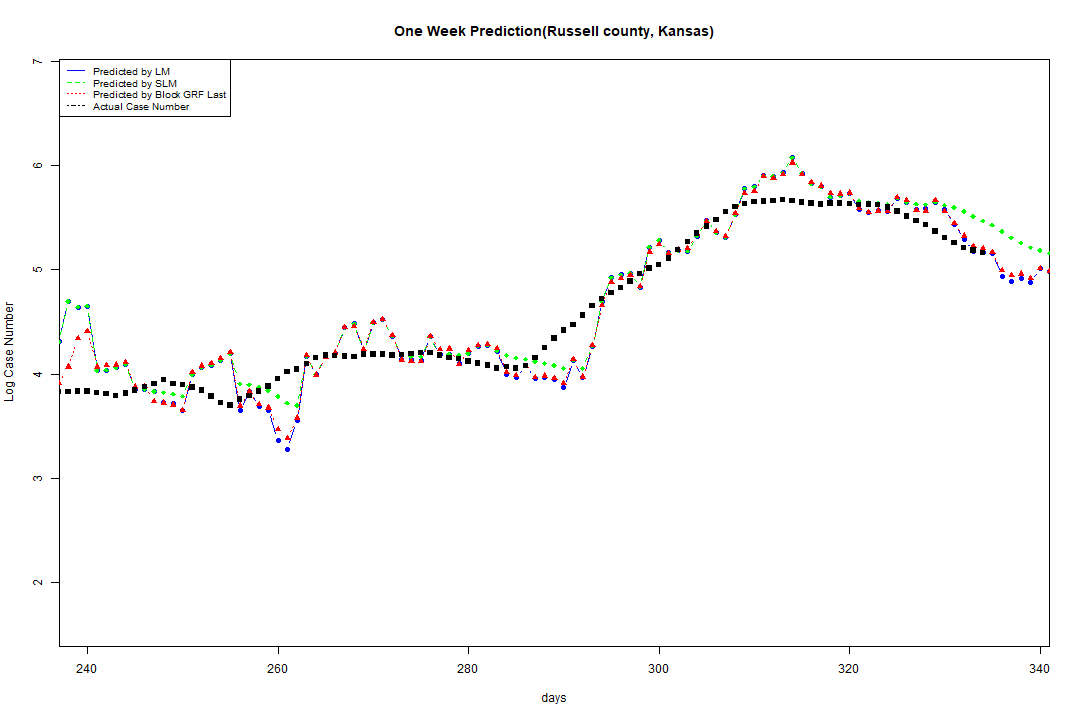 One Week Prediction(Russell county, Kansas)
Predicted by LM
Predicted by SLM
Predicted by Block GRF Last
Actual Case Number
7
6
5
4
3
2
Log Case Number
240 260 280 300 320 340
days